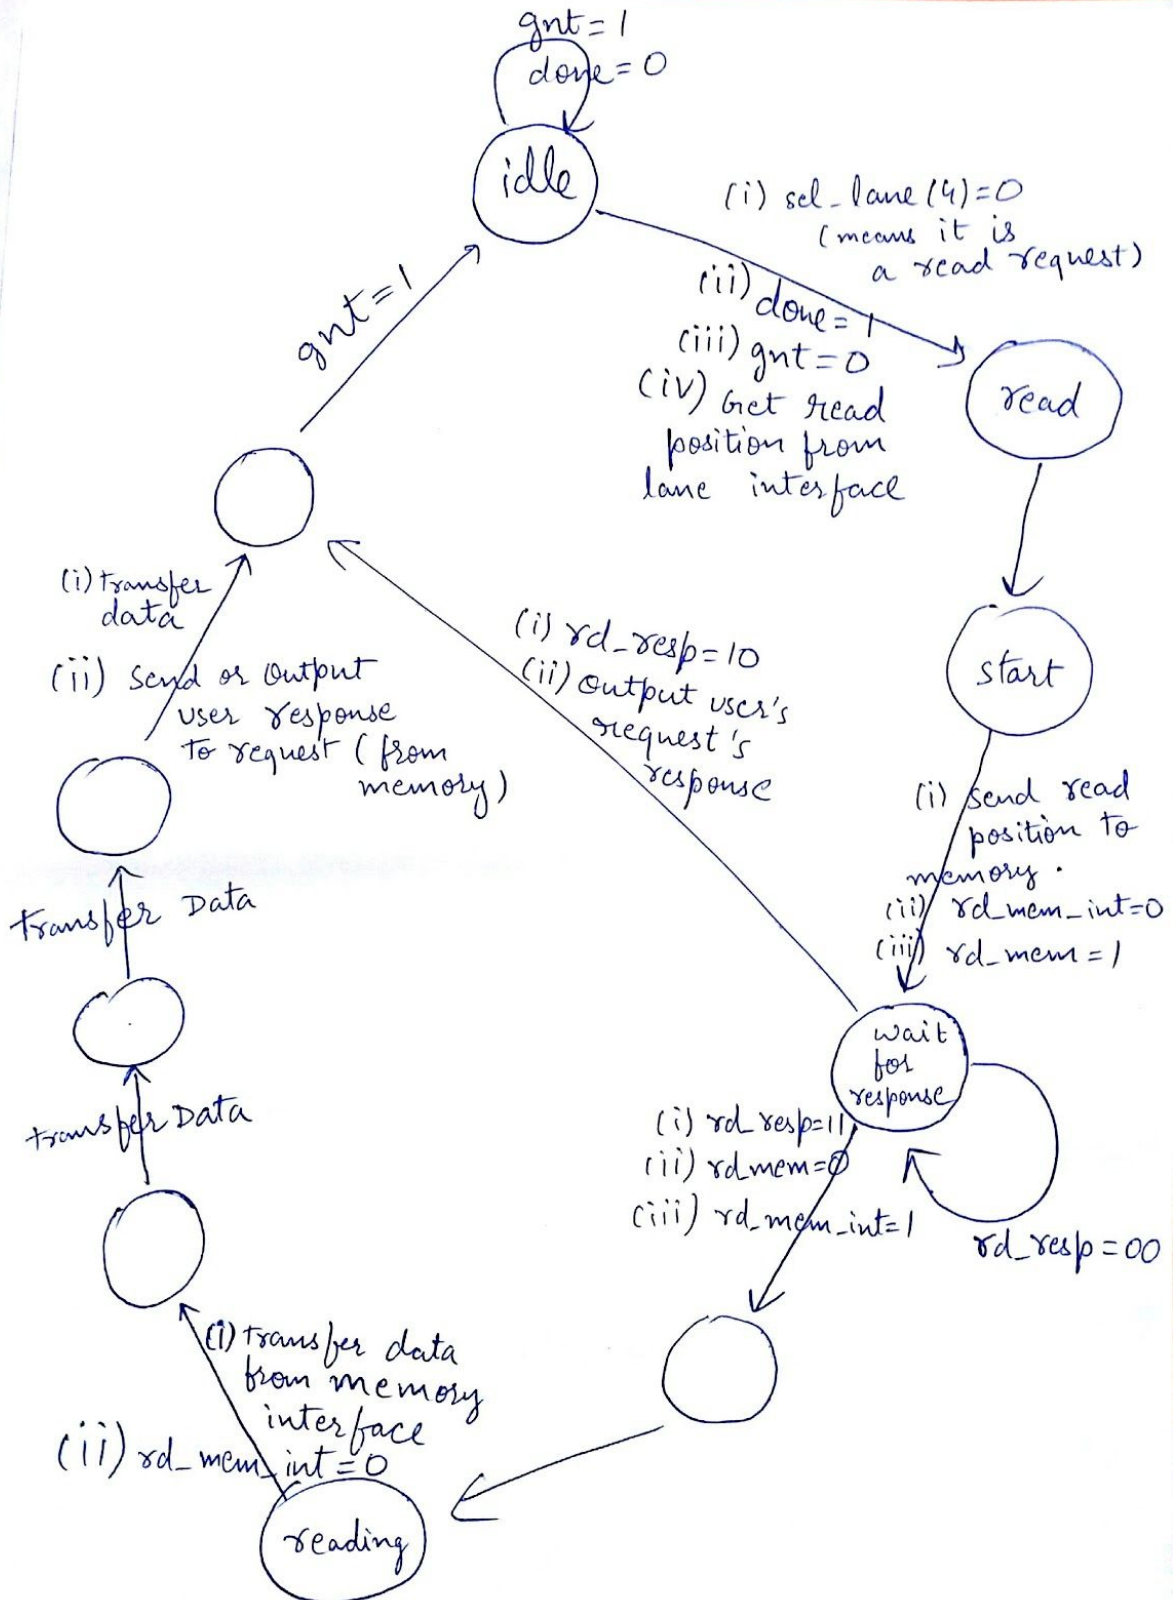 gnt = 1
done = 0
idle
(i) sel_lane (4) = 0
(means it is
a read request)
(ii) done = 1
(iii) gnt = 0
(iv) Get read
position from
lane interface
read
gnt = 1
start
(i) transfer
data
(ii) send or output
user response
to request (from
memory)
(i) rd_resp = 10
(ii) output user's
request's
response
(i) send read
position to
memory.
(ii) rd_mem_int=0
(iii) rd_mem = 1
transfer Data
wait
for
response
(i) rd_resp=11
(ii) rdmem=0
(iii) rd_mem_int=1
rd_resp = 00
transfer Data
(i) transfer data
from memory
interface
(ii) rd_mem_int = 0
reading